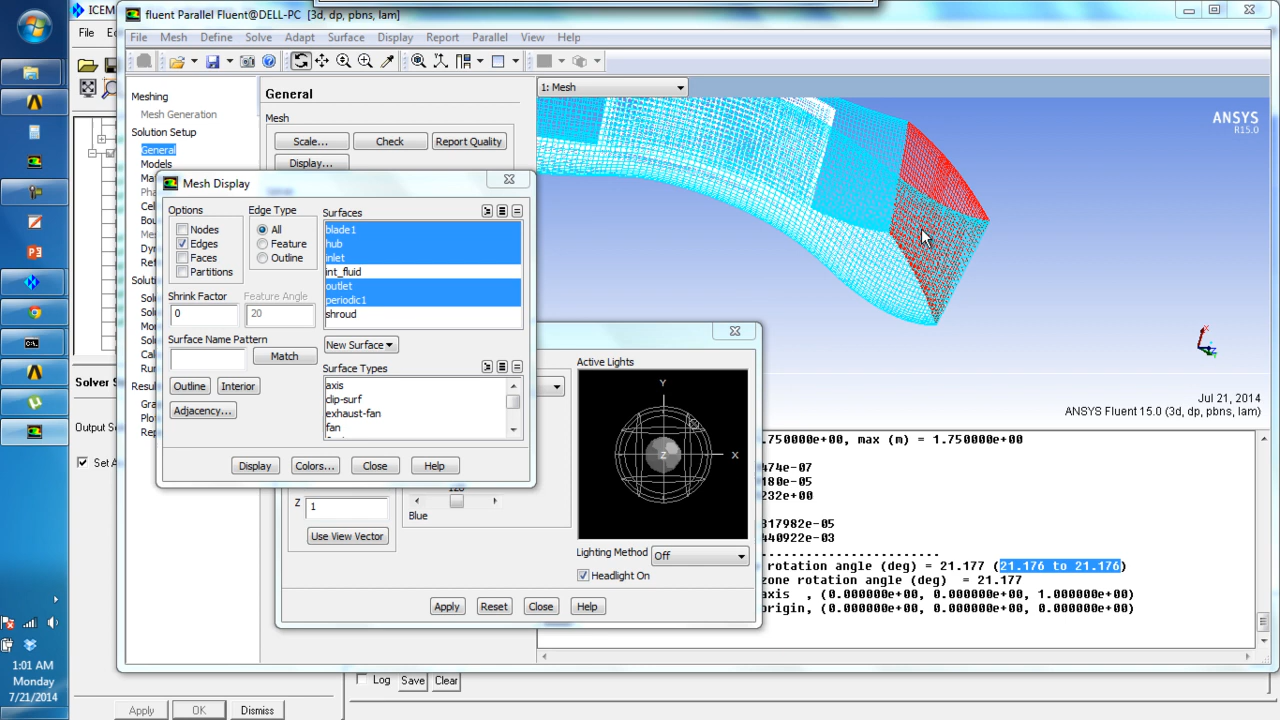 ICEM
fluent Parallel Fluent@DELL-PC [3d, dp, pbns, lam]
File
File Mesh Define Solve Adapt Surface Display Report Parallel View Help
Meshing
Mesh Generation
Solution Setup
General
Models
General
Mesh
Scale... Check Report Quality
Display...
1: Mesh
ANSYS
R15.0
Mesh Display
Options
Nodes
Edges
Faces
Partitions
Edge Type
All
Feature
Outline
Shrink Factor
0
Feature Angle
20
Surface Name Pattern
Match
Outline Interior
Adjacency...
Surfaces
blade1
hub
inlet
int_fluid
outlet
periodic1
shroud
New Surface
Surface Types
axis
clip-surf
exhaust-fan
fan
Display Colors... Close Help
Z 1
Use View Vector
Blue
Active Lights
Y
X
Z
Lighting Method Off
Headlight On
Apply Reset Close Help
Jul 21, 2014
ANSYS Fluent 15.0 (3d, dp, pbns, lam)
.750000e+00, max (m) = 1.750000e+00
474e-07
180e-05
232e+00
317982e-05
440922e-03
rotation angle (deg) = 21.177 (21.176 to 21.176)
zone rotation angle (deg) = 21.177
axis , (0.000000e+00, 0.000000e+00, 1.000000e+00)
origin, (0.000000e+00, 0.000000e+00, 0.000000e+00)
Log Save Clear
Apply OK Dismiss
1:01 AM
Monday
7/21/2014